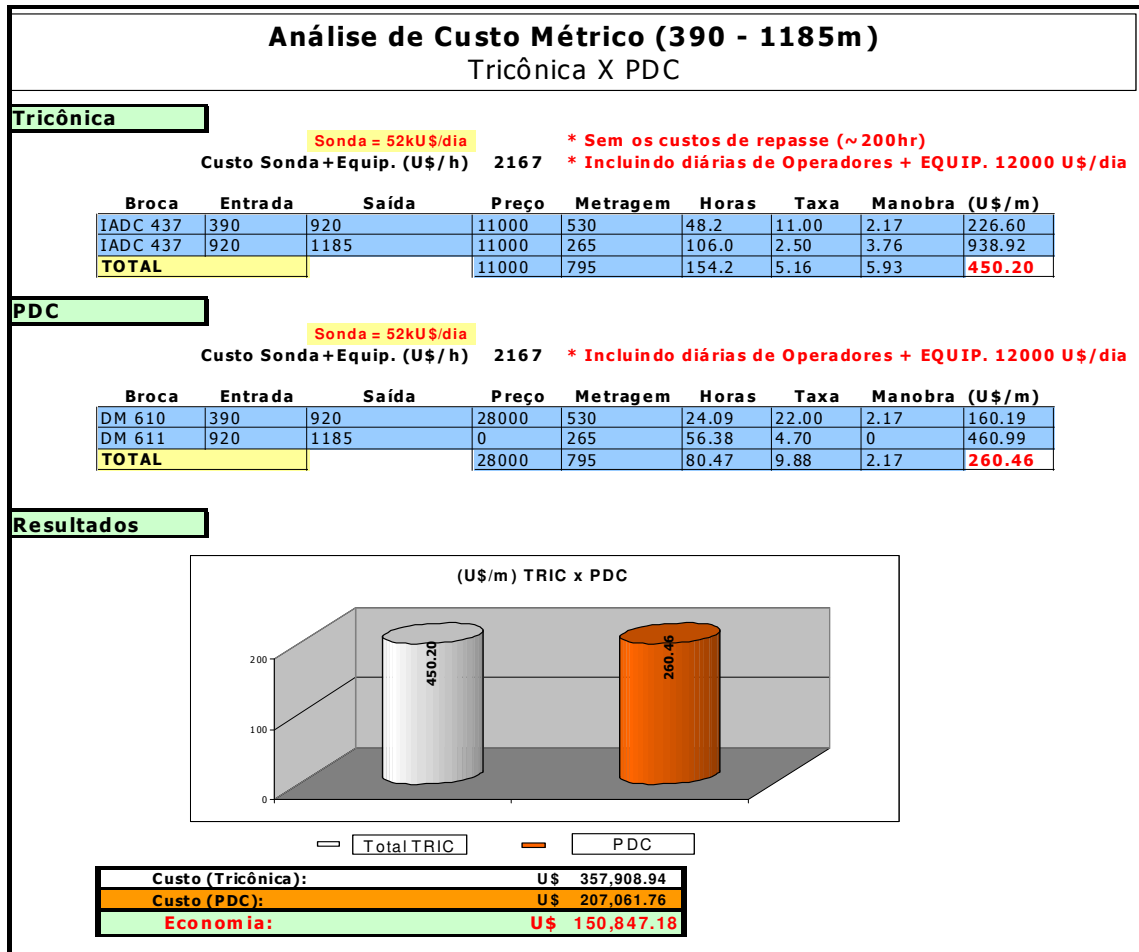 Análise de Custo Métrico (390 - 1185m)
Tricônica X PDC
Tricônica
Sonda = 52kU$/dia * Sem os custos de repasse (~200hr)
Custo Sonda+Equip. (U$/h) 2167 * Incluindo diárias de Operadores + EQUIP. 12000 U$/dia
Broca Entrada Saída Preço Metragem Horas Taxa Manobra (U$/m)
IADC 437 390 920 11000 530 48.2 11.00 2.17 226.60
IADC 437 920 1185 11000 265 106.0 2.50 3.76 938.92
TOTAL 11000 795 154.2 5.16 5.93 450.20
PDC
Sonda = 52kU$/dia
Custo Sonda+Equip. (U$/h) 2167 * Incluindo diárias de Operadores + EQUIP. 12000 U$/dia
Broca Entrada Saída Preço Metragem Horas Taxa Manobra (U$/m)
DM 610 390 920 28000 530 24.09 22.00 2.17 160.19
DM 611 920 1185 0 265 56.38 4.70 0 460.99
TOTAL 28000 795 80.47 9.88 2.17 260.46
Resultados
(U$/m) TRIC x PDC
200
100
0
450.20
260.46
Total TRIC PDC
Custo (Tricônica): U$ 357,908.94
Custo (PDC): U$ 207,061.76
Economia: U$ 150,847.18